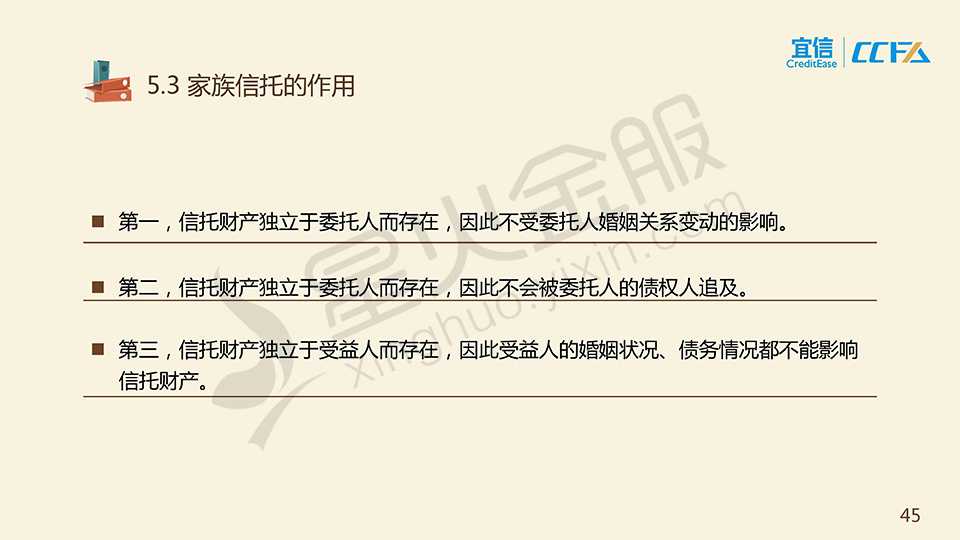 宜信
CreditEase
CCFA
5.3 家族信托的作用
星火金服
xinghuo.yixin.com
■ 第一，信托财产独立于委托人而存在，因此不受委托人婚姻关系变动的影响。
■ 第二，信托财产独立于委托人而存在，因此不会被委托人的债权人追及。
■ 第三，信托财产独立于受益人而存在，因此受益人的婚姻状况、债务情况都不能影响
信托财产。
45